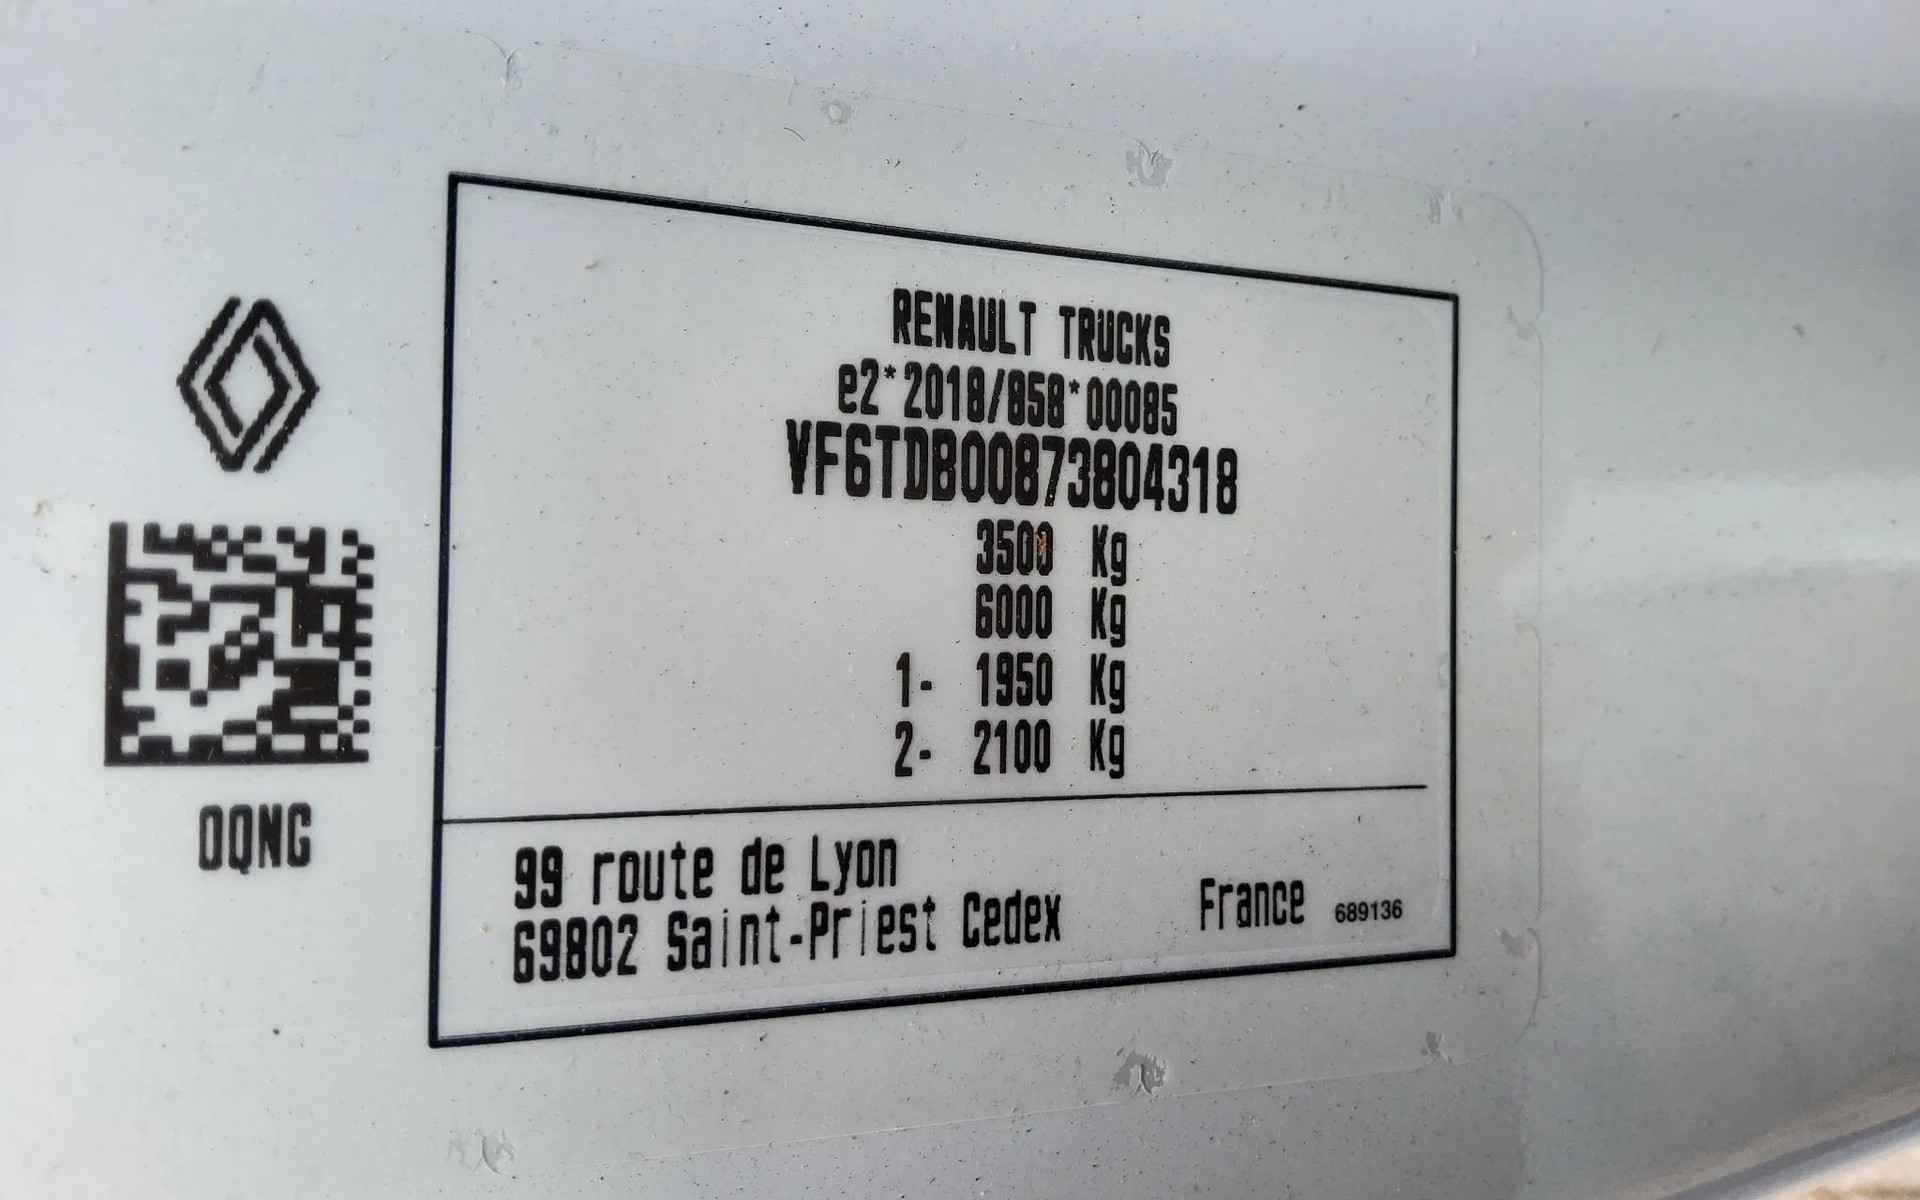 RENAULT TRUCKS
e2*2018/858*00085
VF6TDB00873804318
3500 Kg
6000 Kg
1- 1950 Kg
2- 2100 Kg
0QNG
99 route de Lyon
69802 Saint-Priest Cedex
France 689136